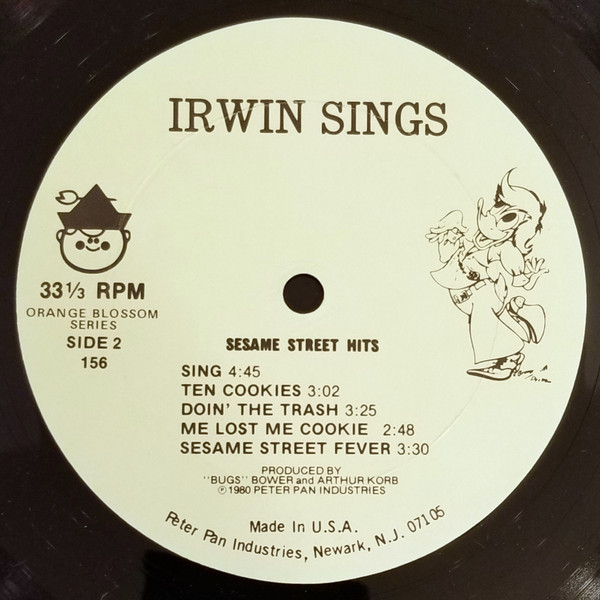 IRWIN SINGS
33 1/3 RPM
ORANGE BLOSSOM
SERIES
SIDE 2
156
SESAME STREET HITS
SING 4:45
TEN COOKIES 3:02
DOIN' THE TRASH 3:25
ME LOST ME COOKIE 2:48
SESAME STREET FEVER 3:30
PRODUCED BY
"BUGS" BOWER and ARTHUR KORB
℗ 1980 PETER PAN INDUSTRIES
Made In U.S.A.
Peter Pan Industries, Newark, N.J. 07105